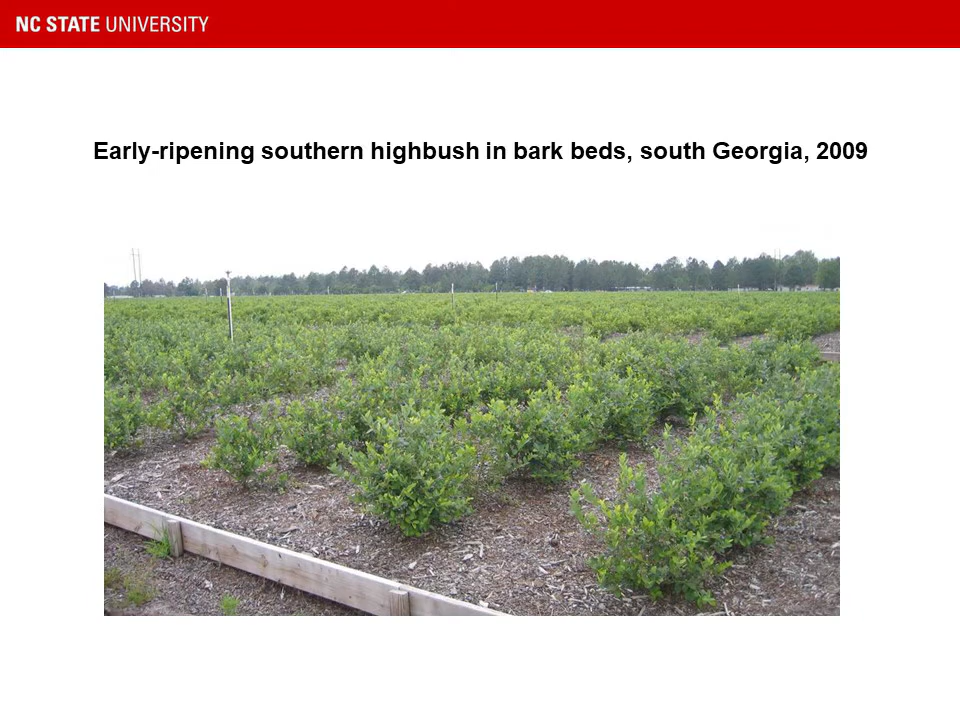 NC STATE UNIVERSITY
Early-ripening southern highbush in bark beds, south Georgia, 2009